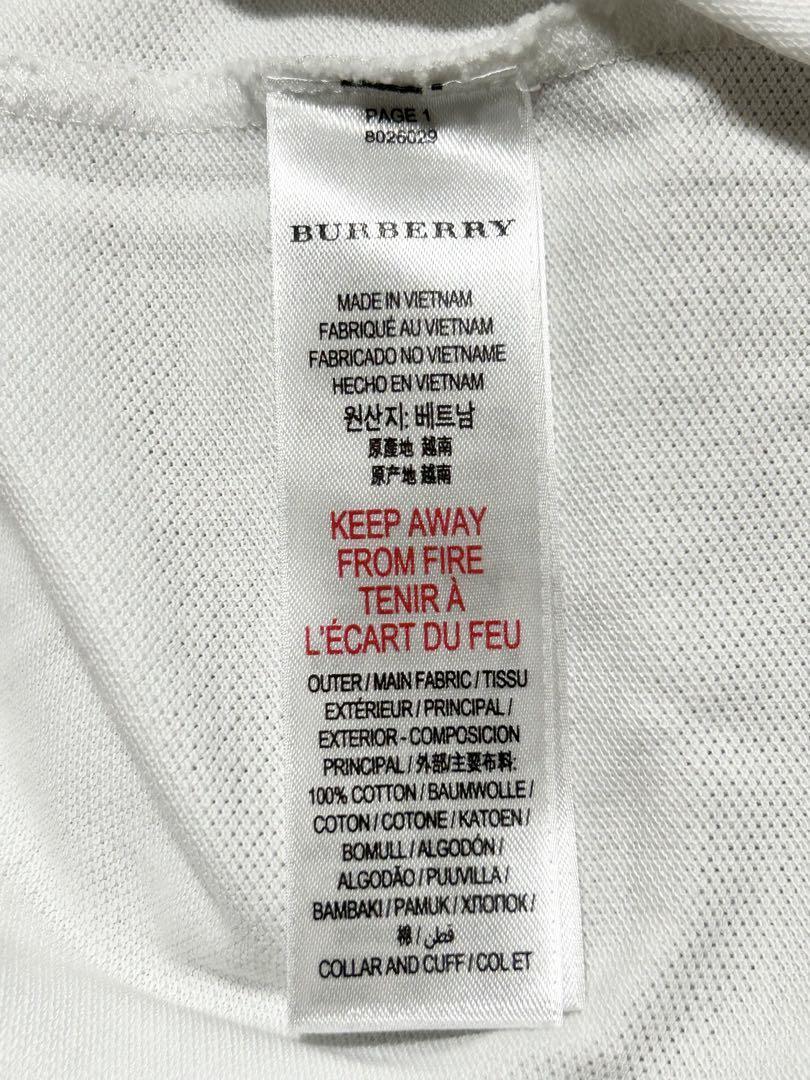 PAGE 1
8026029
BURBERRY
MADE IN VIETNAM
FABRIQUÉ AU VIETNAM
FABRICADO NO VIETNAME
HECHO EN VIETNAM
원산지: 베트남
原產地 越南
原产地 越南
KEEP AWAY
FROM FIRE
TENIR À
L'ÉCART DU FEU
OUTER / MAIN FABRIC / TISSU
EXTÉRIEUR / PRINCIPAL /
EXTERIOR - COMPOSICION
PRINCIPAL / 外部/主要布料:
100% COTTON / BAUMWOLLE /
COTON / COTONE / KATOEN /
BOMULL / ALGODÓN /
ALGODÃO / PUUVILLA /
BAMBAKI / PAMUK / ХЛОПОК /
棉 / قطن /
COLLAR AND CUFF / COL ET